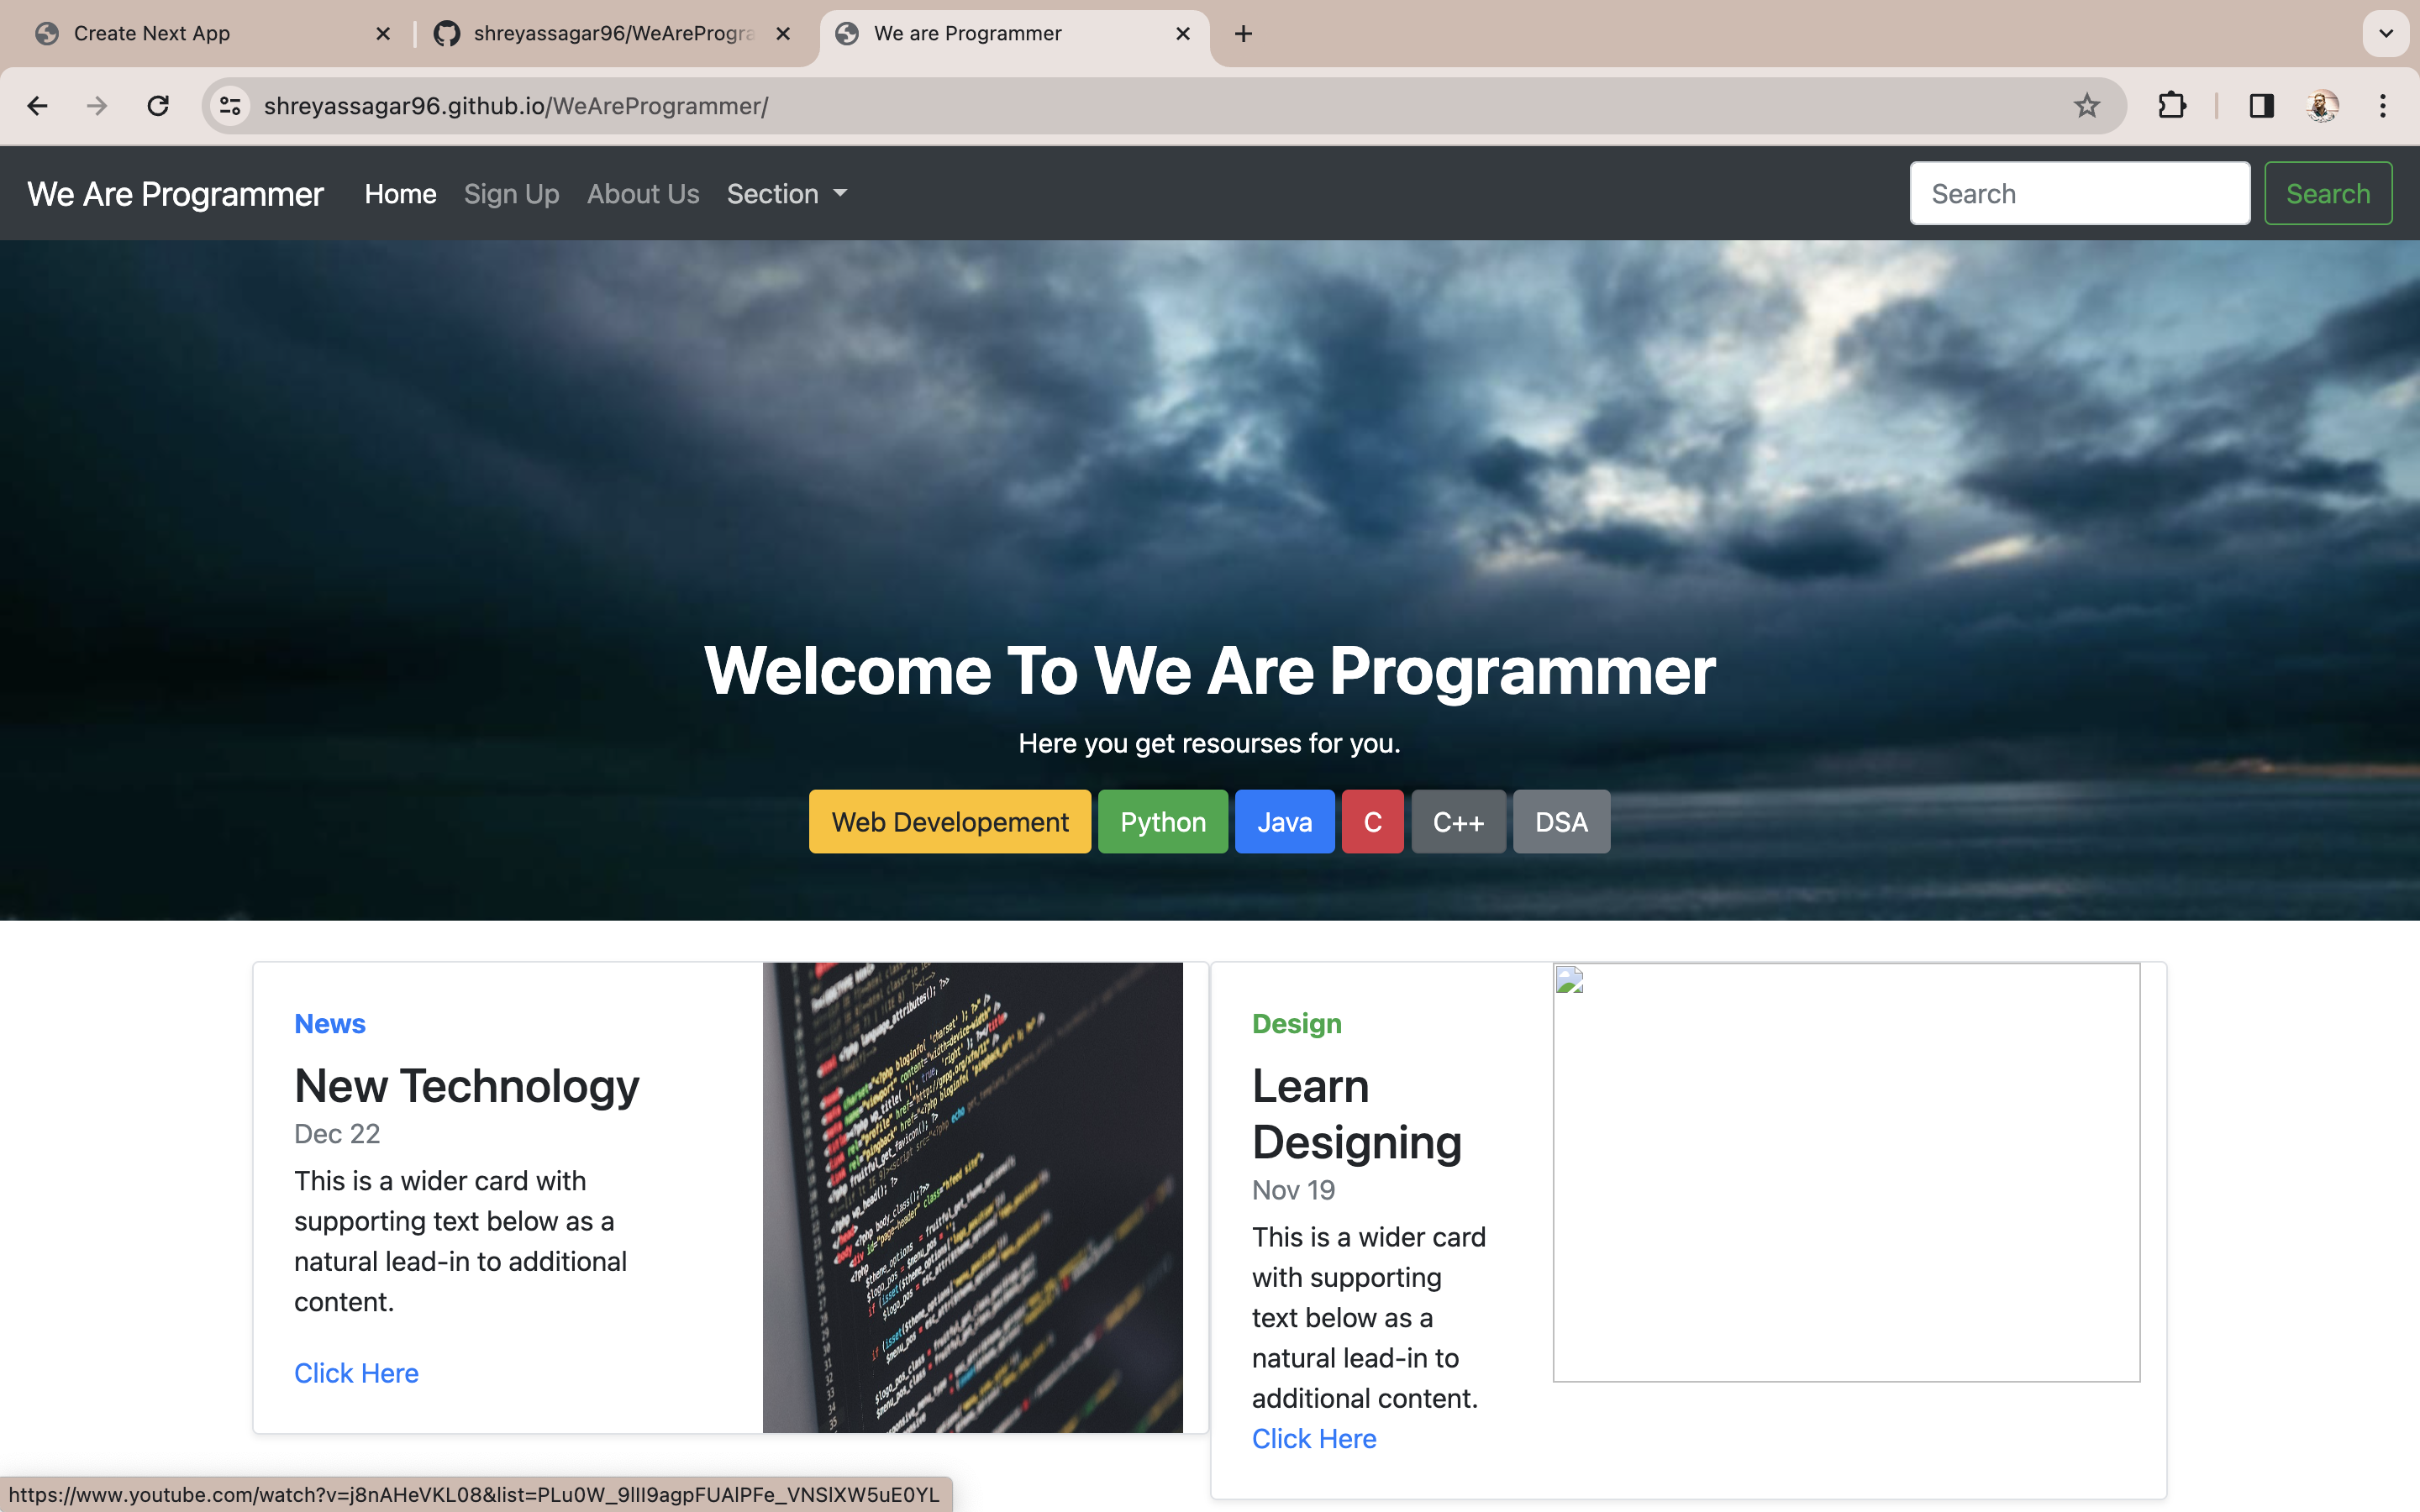 Create Next App
shreyassagar96/WeAreProgra
We are Programmer
shreyassagar96.github.io/WeAreProgrammer/
We Are Programmer Home Sign Up About Us Section Search Search
Welcome To We Are Programmer
Here you get resourses for you.
Web Developement Python Java C C++ DSA
News
New Technology
Dec 22
This is a wider card with
supporting text below as a
natural lead-in to additional
content.
Click Here
Design
Learn
Designing
Nov 19
This is a wider card
with supporting
text below as a
natural lead-in to
additional content.
Click Here
https://www.youtube.com/watch?v=j8nAHeVKL08&list=PLu0W_9lII9agpFUAlPFe_VNSlXW5uE0YL